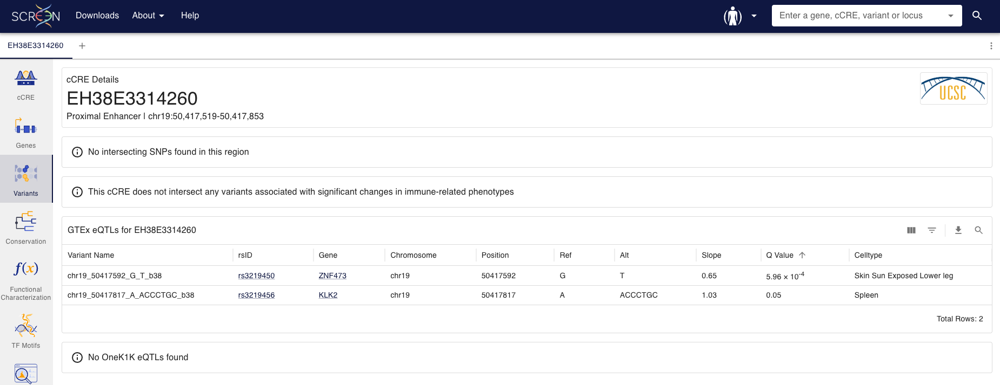 SCREEN
Downloads
About
Help
Enter a gene, cCRE, variant or locus
EH38E3314260
cCRE
Genes
Variants
Conservation
f(x)
Functional
Characterization
TF Motifs
cCRE Details
EH38E3314260
Proximal Enhancer | chr19:50,417,519-50,417,853
UCSC
No intersecting SNPs found in this region
This cCRE does not intersect any variants associated with significant changes in immune-related phenotypes
GTEx eQTLs for EH38E3314260
Variant Name rsID Gene Chromosome Position Ref Alt Slope Q Value Celltype
chr19_50417592_G_T_b38 rs3219450 ZNF473 chr19 50417592 G T 0.65 5.96 × 10⁻⁴ Skin Sun Exposed Lower leg
chr19_50417817_A_ACCCTGC_b38 rs3219456 KLK2 chr19 50417817 A ACCCTGC 1.03 0.05 Spleen
Total Rows: 2
No OneK1K eQTLs found